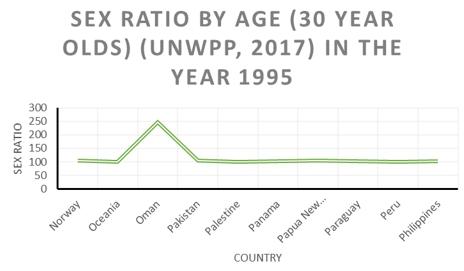 SEX RATIO BY AGE (30 YEAR
OLDS) (UNWPP, 2017) IN THE
YEAR 1995
300
250
200
150
100
50
0
SEX RATIO
Norway
Oceania
Oman
Pakistan
Palestine
Panama
Papua New...
Paraguay
Peru
Philippines
COUNTRY